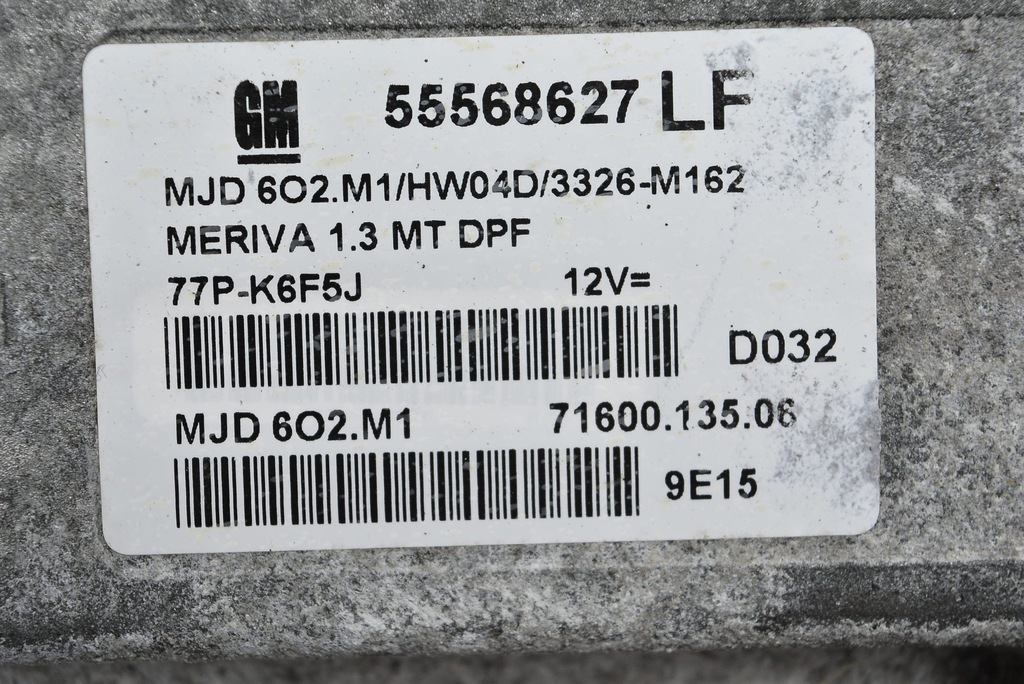 GM 55568627 LF
MJD 6O2.M1/HW04D/3326-M162
MERIVA 1.3 MT DPF
77P-K6F5J 12V=
D032
MJD 6O2.M1 71600.135.06
9E15